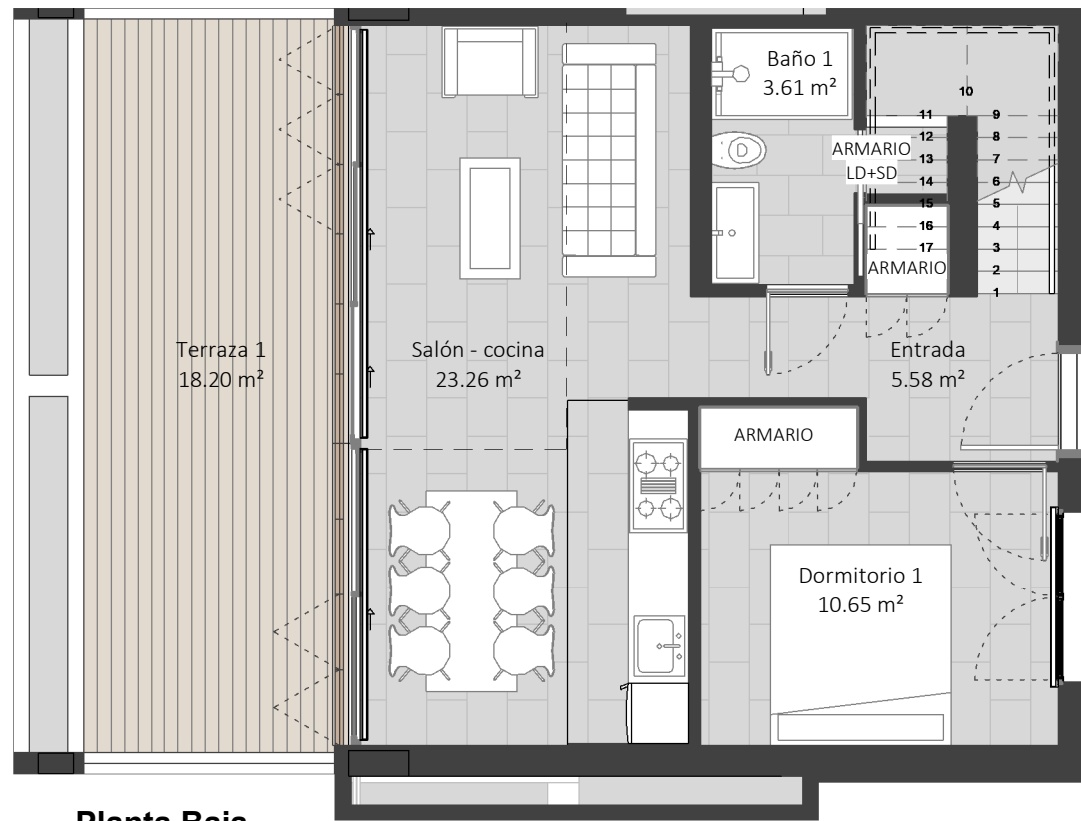 Baño 1
3.61 m²
10
11
9
12
8
ARMARIO
13
7
LD+SD
14
6
15
5
16
4
17
3
ARMARIO
2
1
Terraza 1
18.20 m²
Salón - cocina
23.26 m²
Entrada
5.58 m²
ARMARIO
Dormitorio 1
10.65 m²
Planta Baja